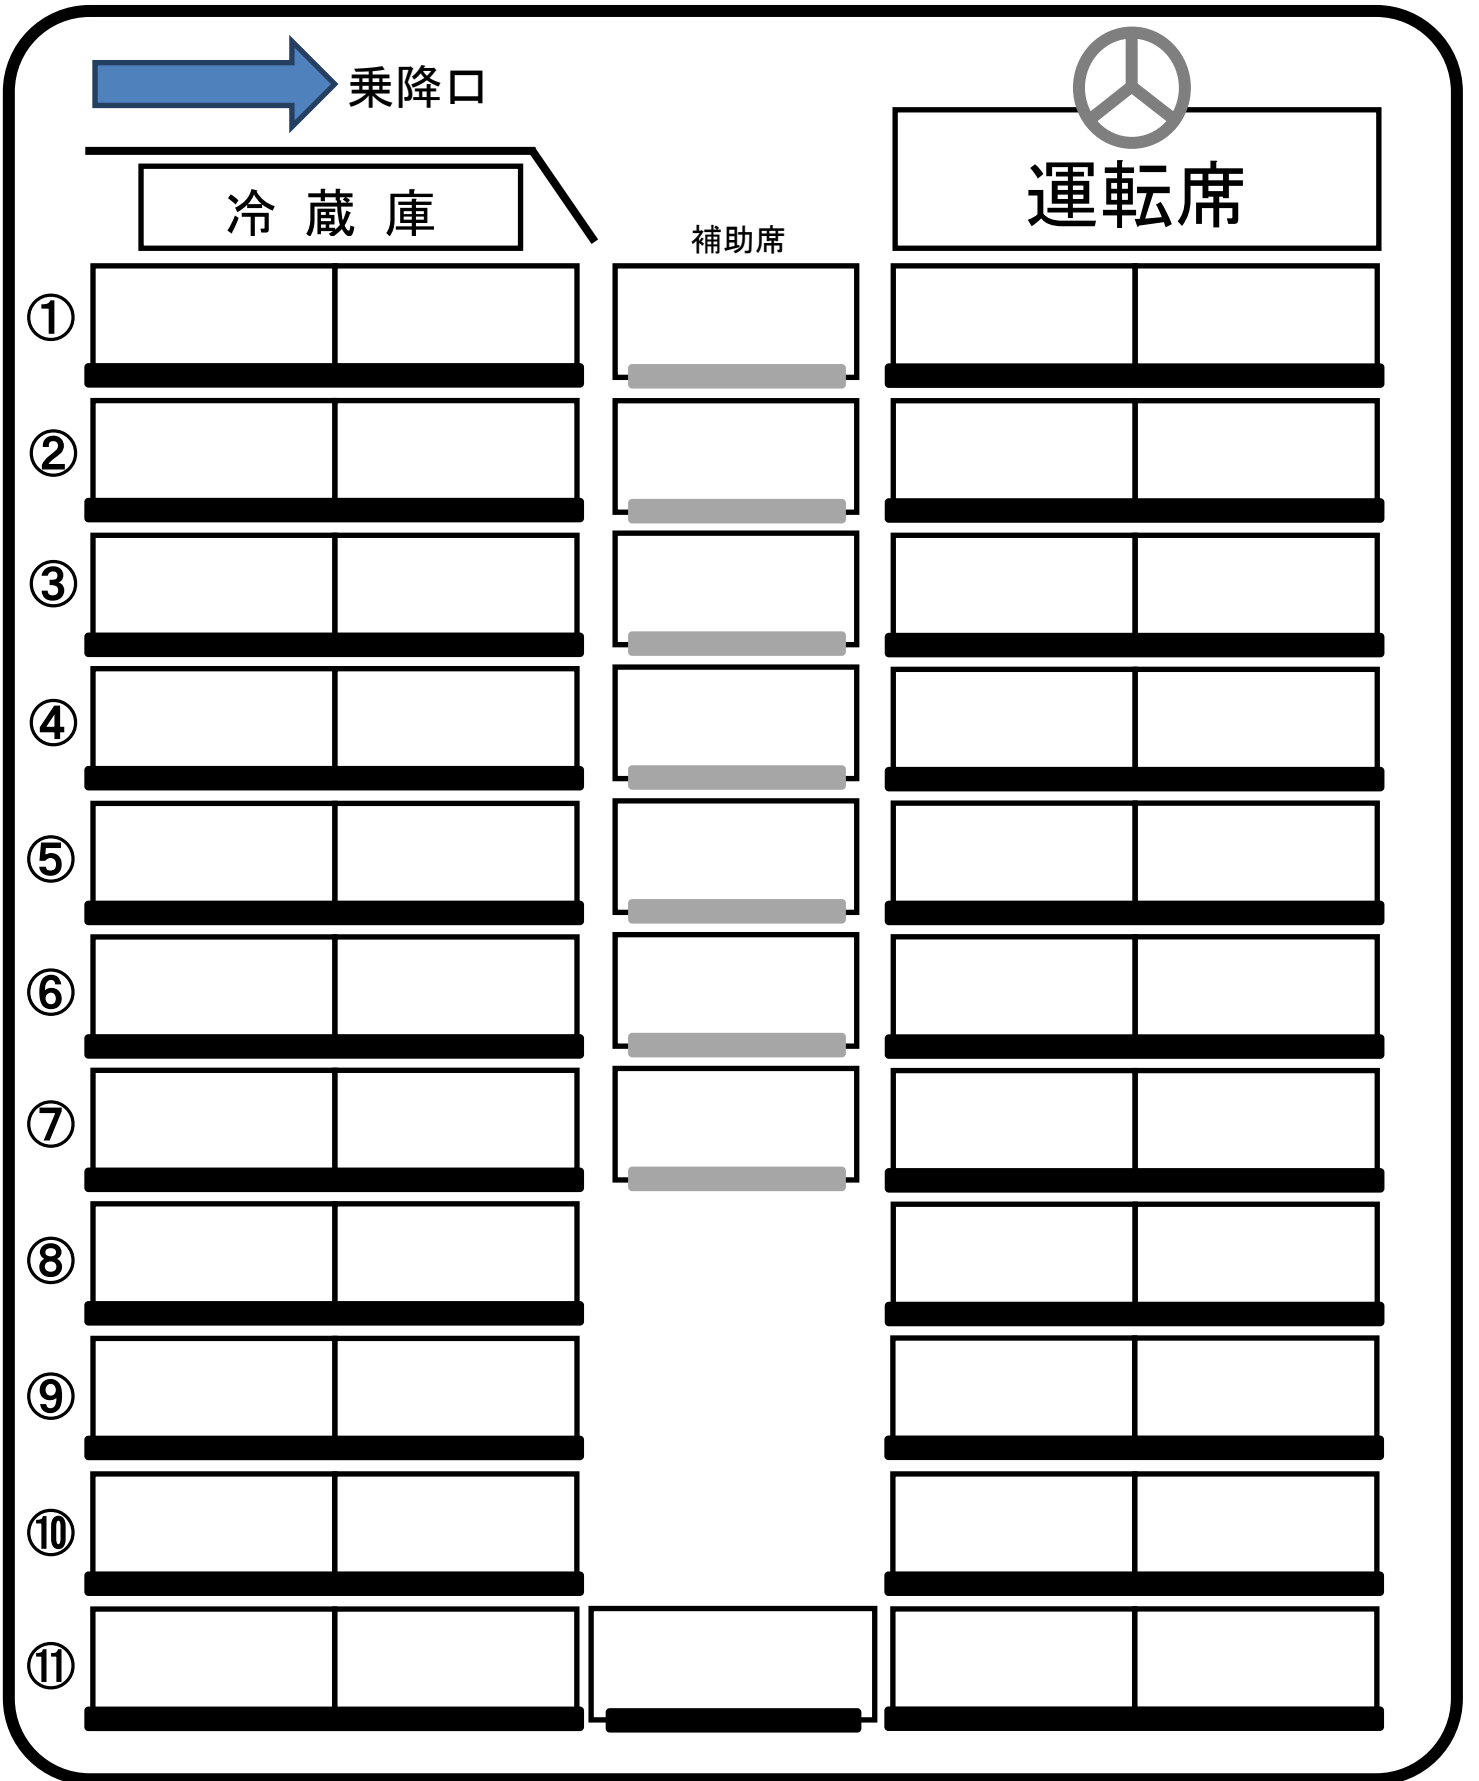 乗降口
運転席
冷 蔵 庫
補助席
①
②
③
④
⑤
⑥
⑦
⑧
⑨
⑩
⑪